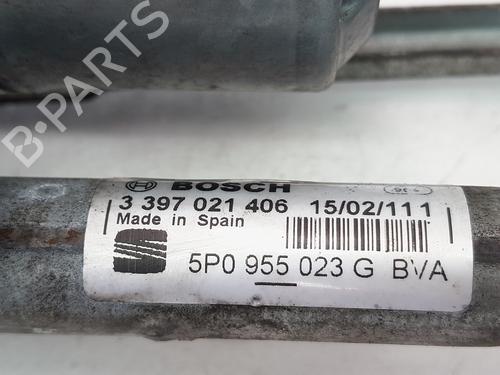 B-PARTS
BOSCH
3 397 021 406 15/02/11 1
Made in Spain
5P0 955 023 G BVA